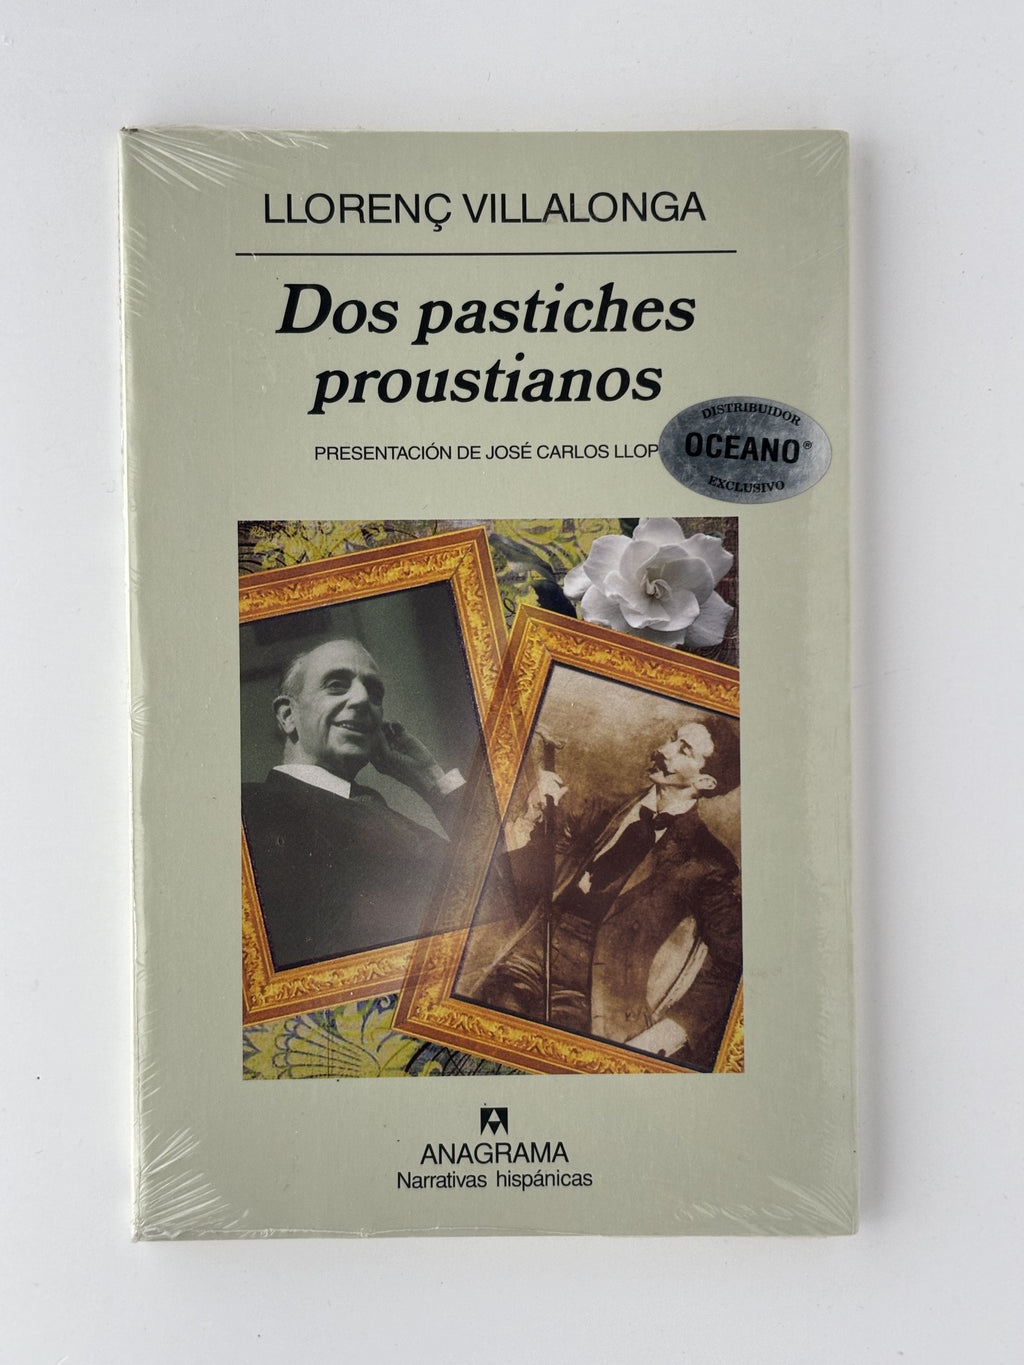 LLORENÇ VILLALONGA
Dos pastiches
proustianos
PRESENTACIÓN DE JOSÉ CARLOS LLOP
DISTRIBUIDOR
OCEANO®
EXCLUSIVO
ANAGRAMA
Narrativas hispánicas